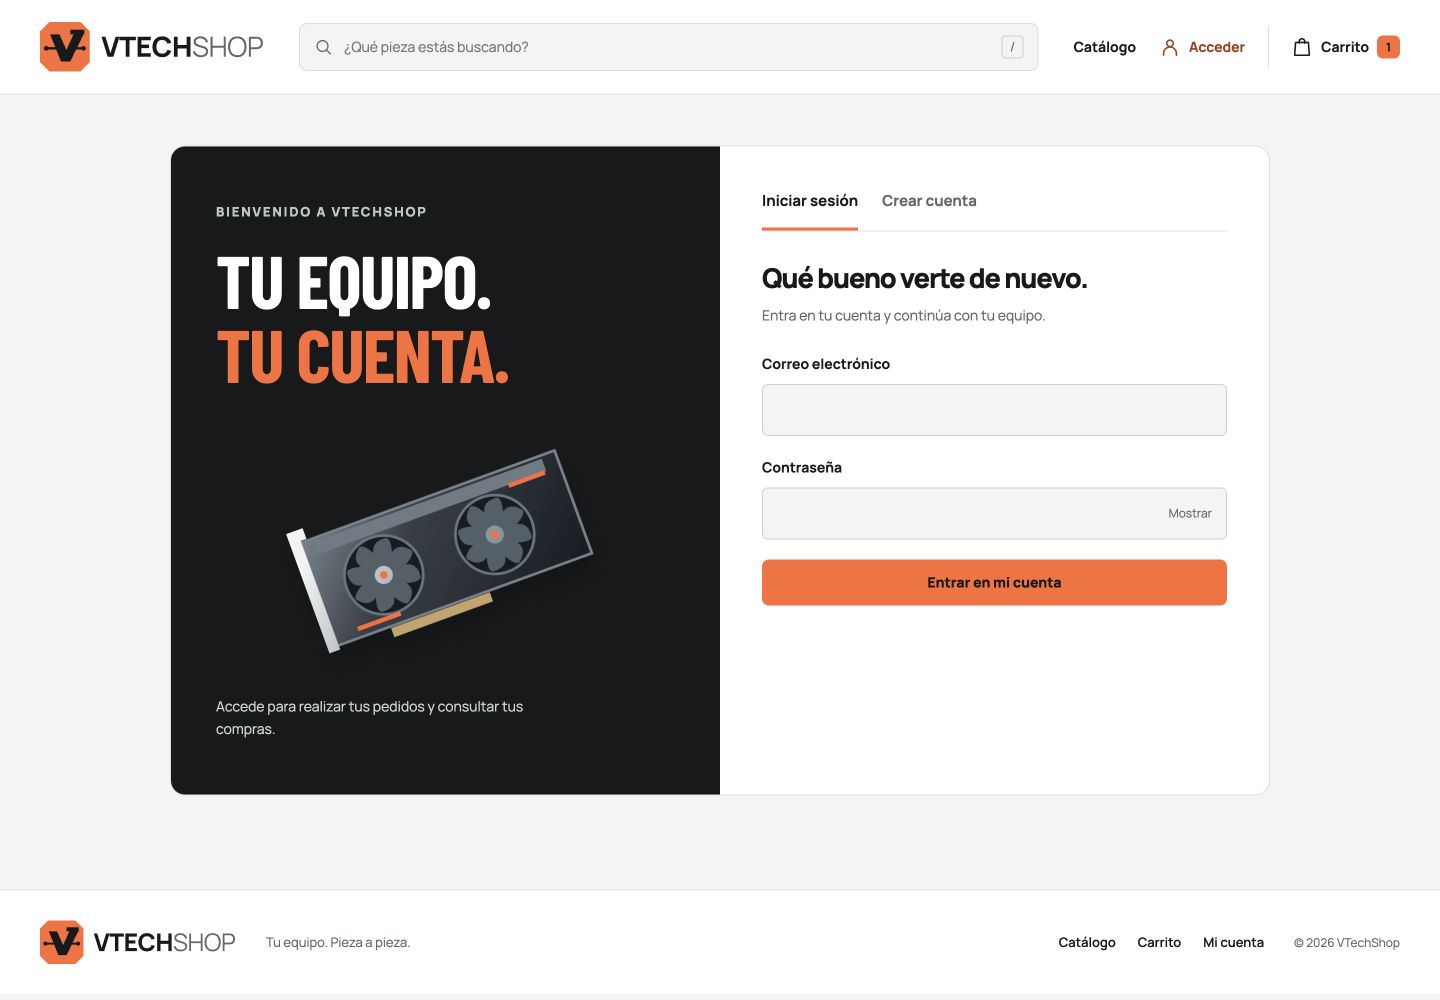 VTECHSHOP
¿Qué pieza estás buscando?
/
Catálogo
Acceder
Carrito
1
BIENVENIDO A VTECHSHOP
TU EQUIPO.
TU CUENTA.
Accede para realizar tus pedidos y consultar tus
compras.
Iniciar sesión
Crear cuenta
Qué bueno verte de nuevo.
Entra en tu cuenta y continúa con tu equipo.
Correo electrónico
Contraseña
Mostrar
Entrar en mi cuenta
VTECHSHOP
Tu equipo. Pieza a pieza.
Catálogo
Carrito
Mi cuenta
© 2026 VTechShop